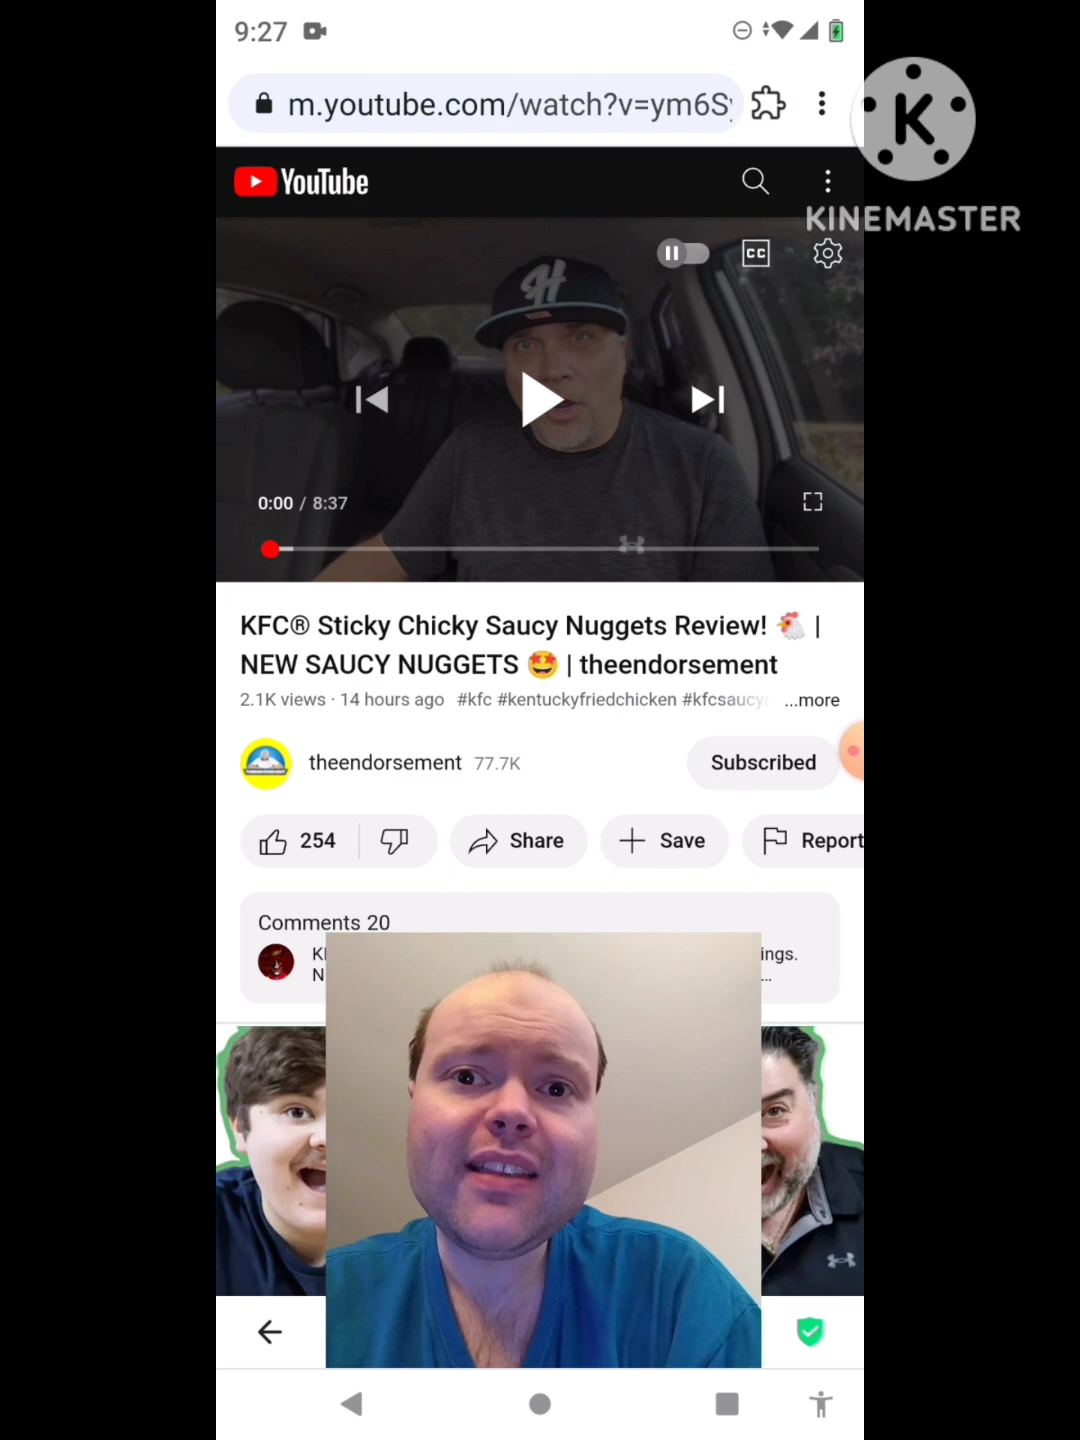 9:27
m.youtube.com/watch?v=ym6Sy
K
KINEMASTER
YouTube
CC
H
0:00 / 8:37
KFC® Sticky Chicky Saucy Nuggets Review! 🐔 |
NEW SAUCY NUGGETS 🤩 | theendorsement
2.1K views · 14 hours ago #kfc #kentuckyfriedchicken #kfcsaucy ...more
theendorsement 77.7K
Subscribed
254
Share
Save
Report
Comments 20
ings.
N
...